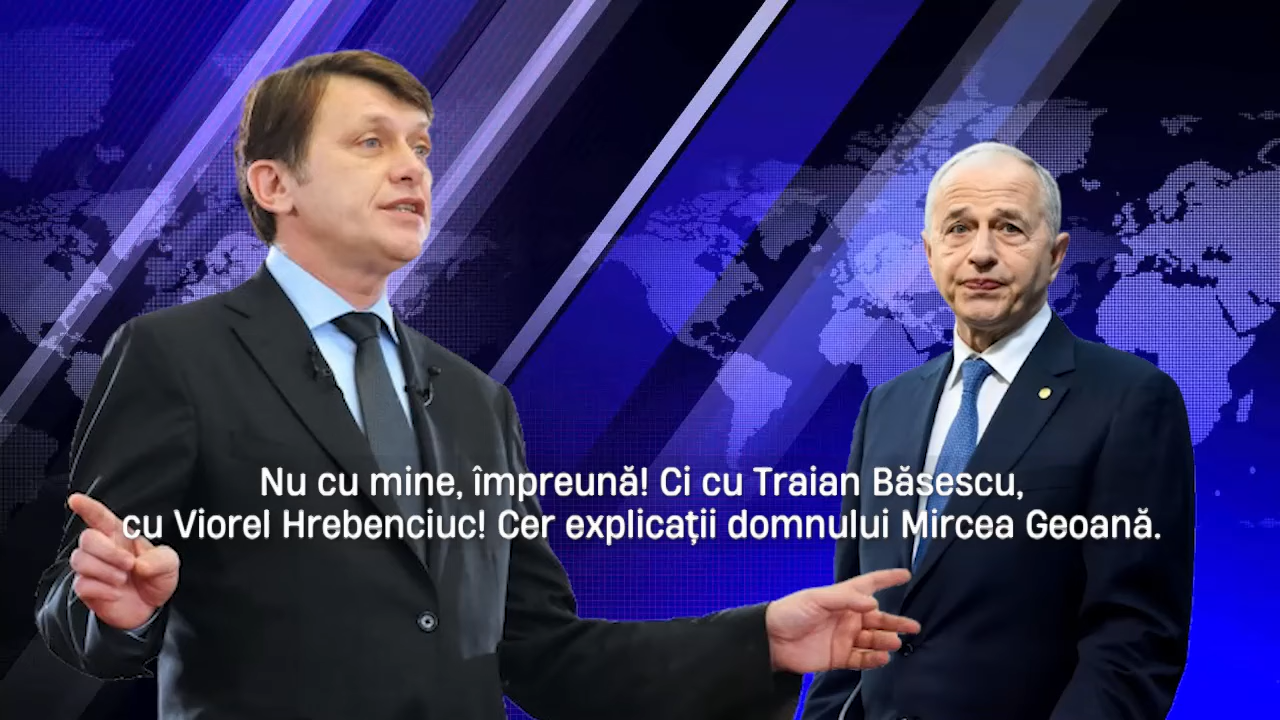 Nu cu mine, împreună! Ci cu Traian Băsescu,
cu Viorel Hrebenciuc! Cer explicații domnului Mircea Geoană.